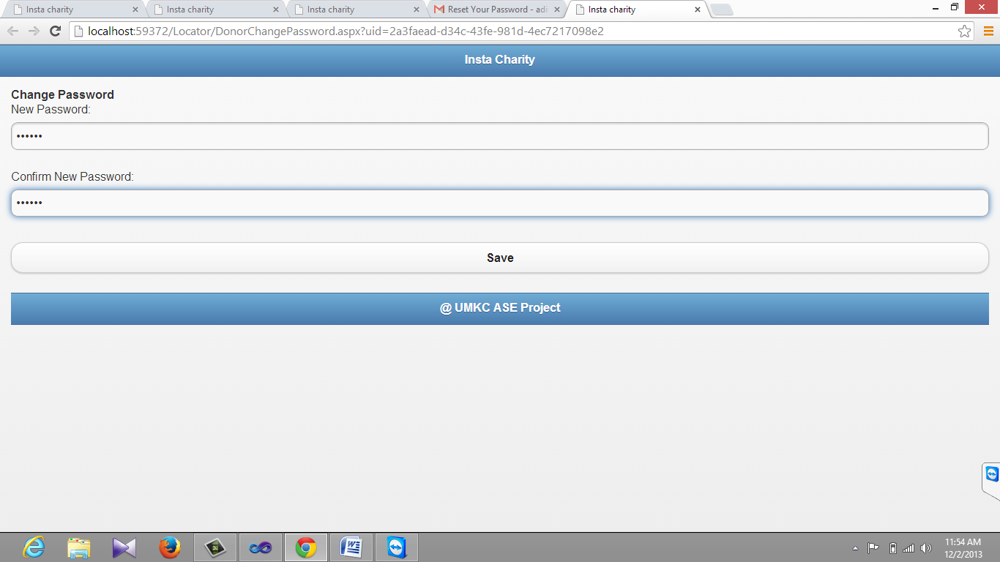 Insta charity
Insta charity
Insta charity
Reset Your Password - adi
Insta charity
localhost:59372/Locator/DonorChangePassword.aspx?uid=2a3faead-d34c-43fe-981d-4ec7217098e2
Insta Charity
Change Password
New Password:
••••••
Confirm New Password:
••••••
Save
@ UMKC ASE Project
11:54 AM
12/2/2013